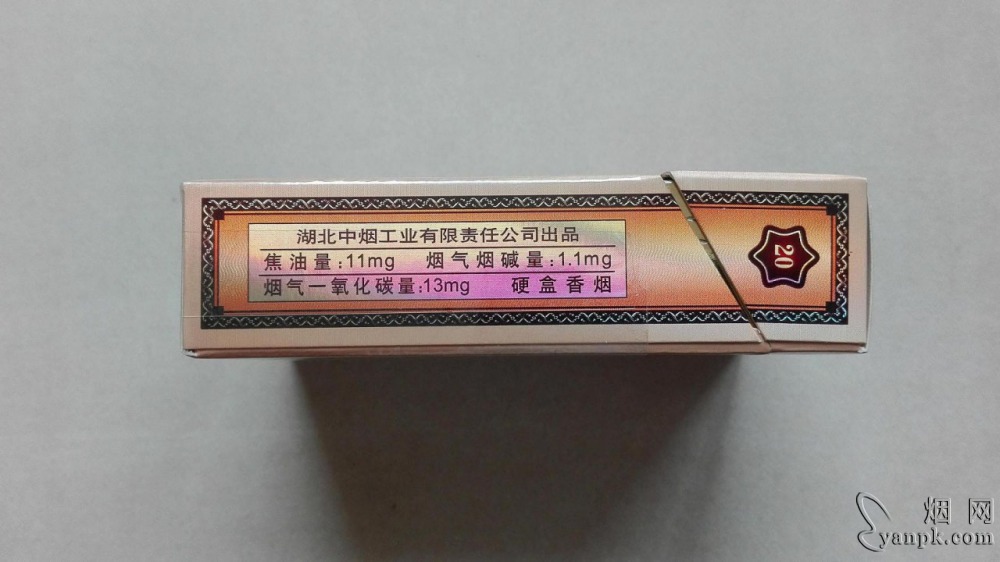 湖北中烟工业有限责任公司出品
焦油量:11mg 烟气烟碱量:1.1mg
烟气一氧化碳量:13mg 硬盒香烟
20
烟网
yanpk.com